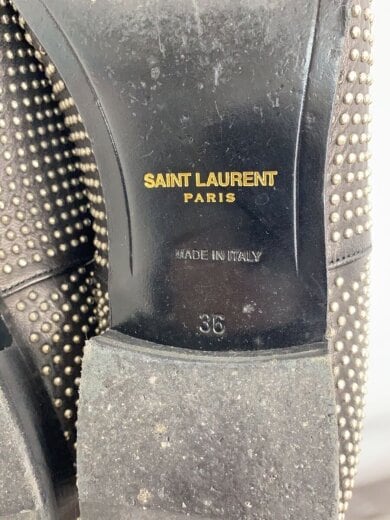 SAINT LAURENT
PARIS
MADE IN ITALY
36